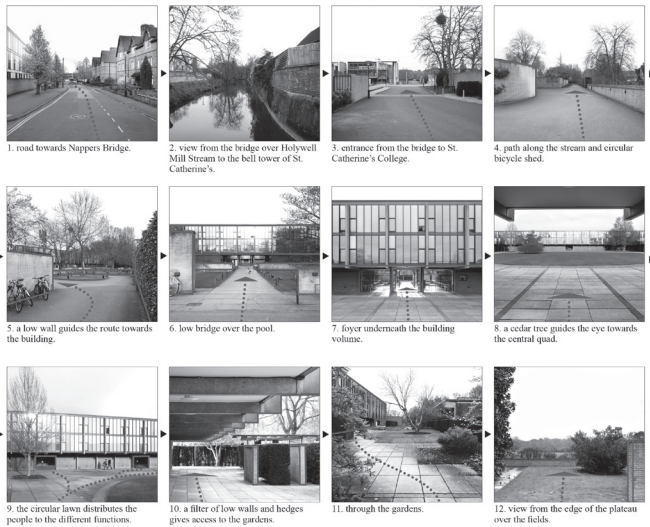 1. road towards Nappers Bridge.
2. view from the bridge over Holywell
Mill Stream to the bell tower of St.
Catherine's.
3. entrance from the bridge to St.
Catherine's College.
4. path along the stream and circular
bicycle shed.
5. a low wall guides the route towards
the building.
6. low bridge over the pool.
7. foyer underneath the building
volume.
8. a cedar tree guides the eye towards
the central quad.
9. the circular lawn distributes the
people to the different functions.
10. a filter of low walls and hedges
gives access to the gardens.
11. through the gardens.
12. view from the edge of the plateau
over the fields.